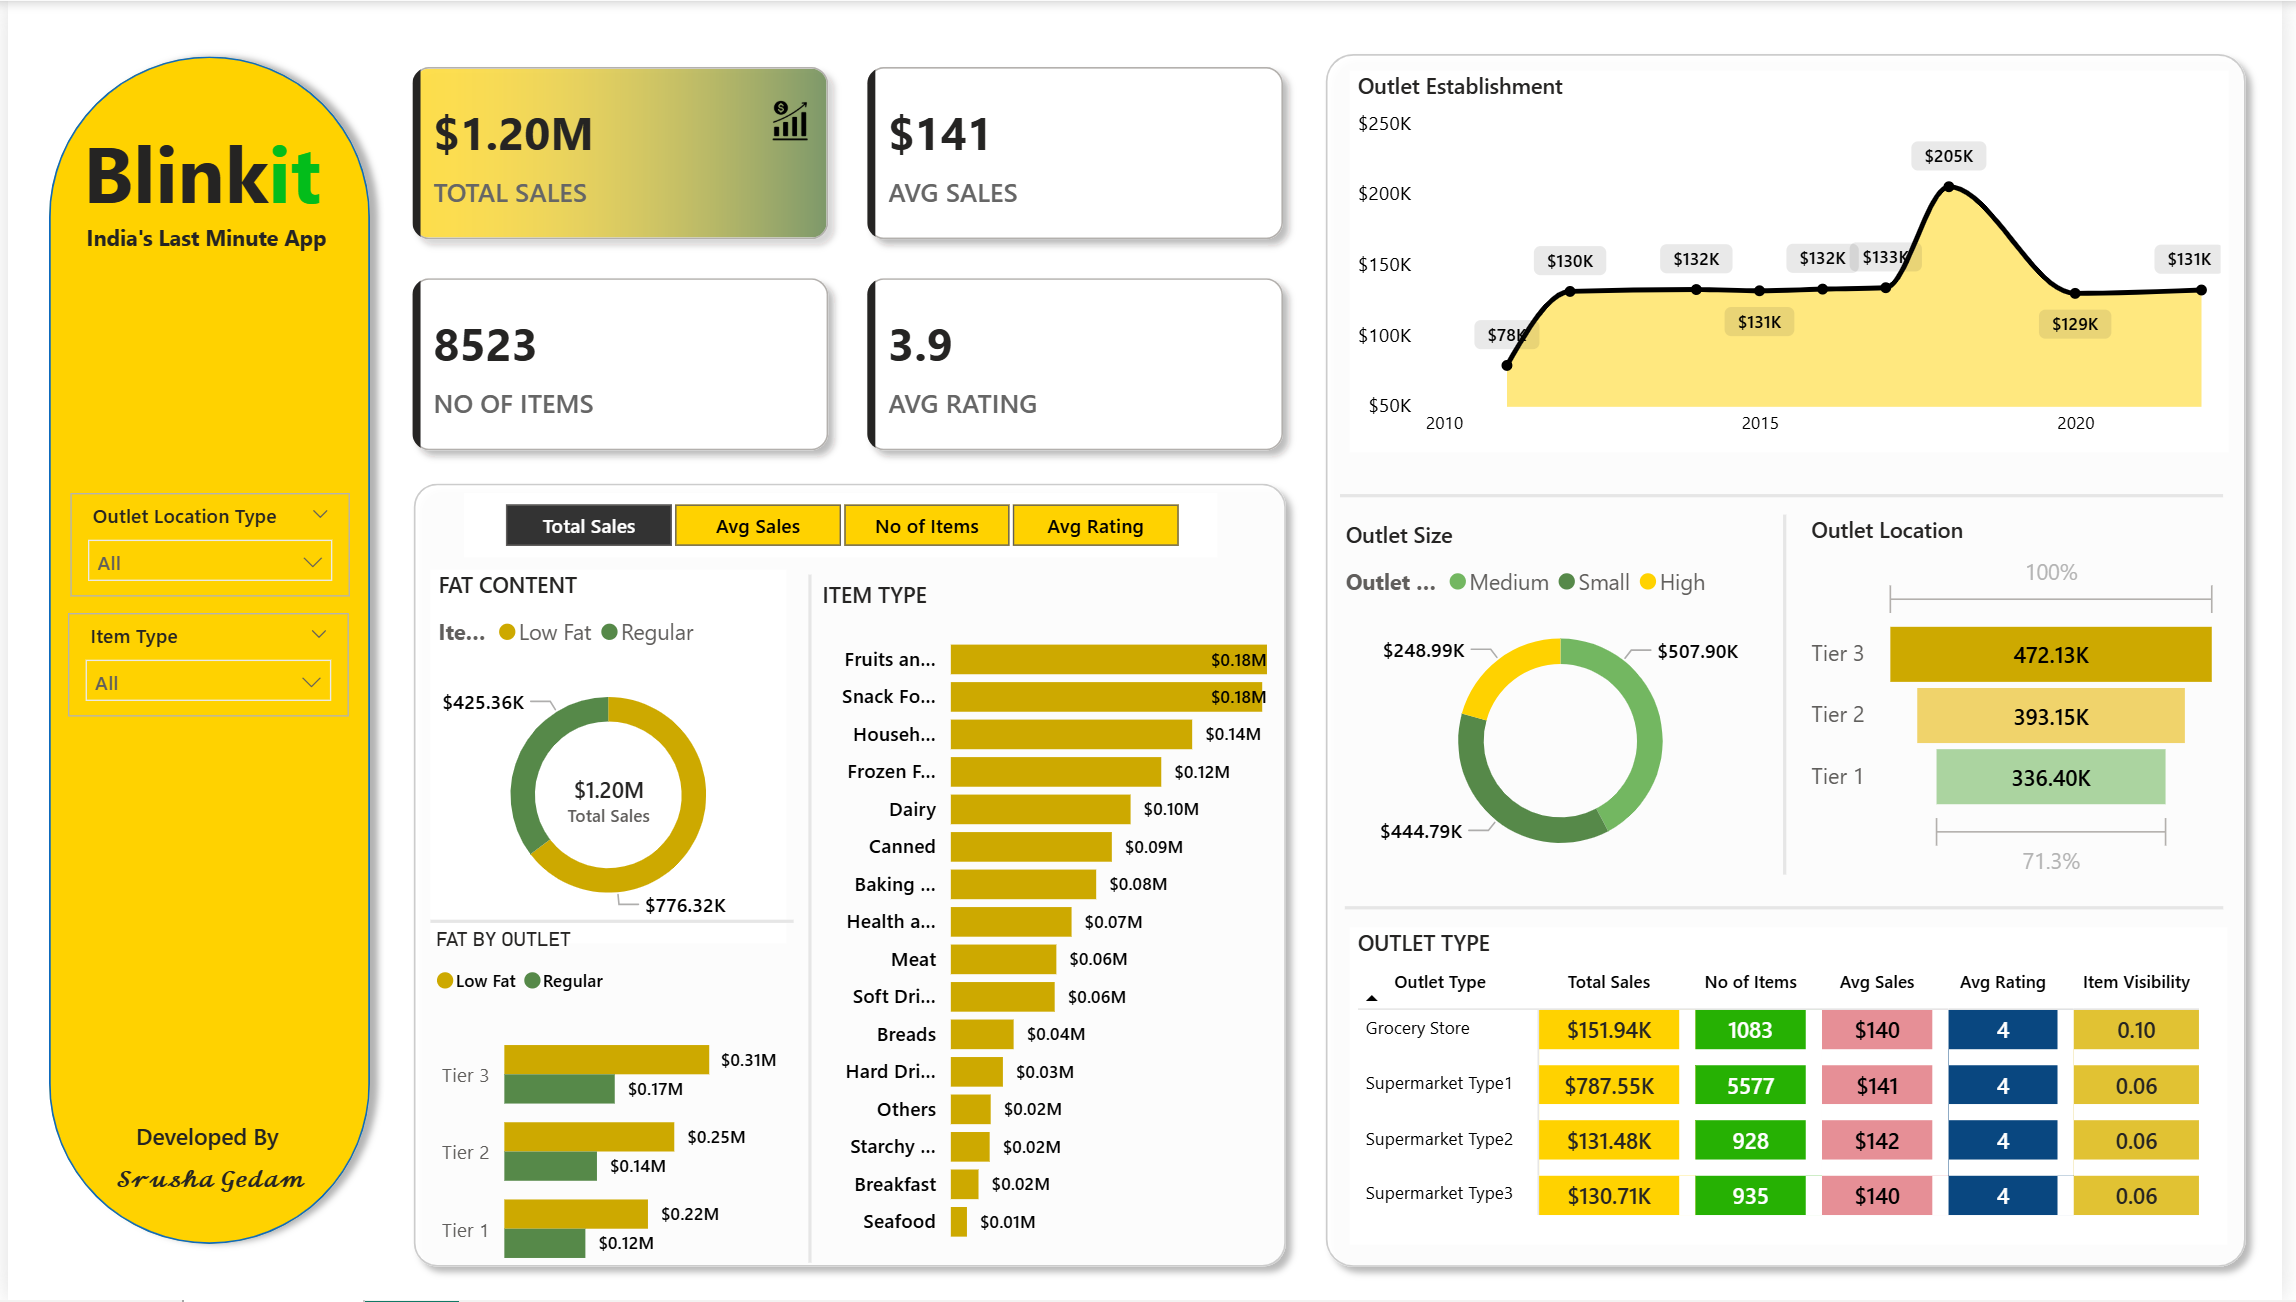 Blinkit
India's Last Minute App
Outlet Location Type
All
Item Type
All
Developed By
Srusha Gedam
$1.20M
TOTAL SALES
$141
AVG SALES
8523
NO OF ITEMS
3.9
AVG RATING
Total Sales Avg Sales No of Items Avg Rating
FAT CONTENT
Ite... Low Fat Regular
$425.36K
$1.20M
Total Sales
$776.32K
FAT BY OUTLET
Low Fat Regular
Tier 3 $0.31M
$0.17M
Tier 2 $0.25M
$0.14M
Tier 1 $0.22M
$0.12M
ITEM TYPE
Fruits an... $0.18M
Snack Fo... $0.18M
Househ... $0.14M
Frozen F... $0.12M
Dairy $0.10M
Canned $0.09M
Baking ... $0.08M
Health a... $0.07M
Meat $0.06M
Soft Dri... $0.06M
Breads $0.04M
Hard Dri... $0.03M
Others $0.02M
Starchy ... $0.02M
Breakfast $0.02M
Seafood $0.01M
Outlet Establishment
$250K
$200K
$150K
$100K
$50K
$78K
$130K
$132K
$131K
$132K
$133K
$205K
$129K
$131K
2010 2015 2020
Outlet Size
Outlet ... Medium Small High
$248.99K $507.90K
$444.79K
Outlet Location
100%
Tier 3 472.13K
Tier 2 393.15K
Tier 1 336.40K
71.3%
OUTLET TYPE
Outlet Type Total Sales No of Items Avg Sales Avg Rating Item Visibility
Grocery Store $151.94K 1083 $140 4 0.10
Supermarket Type1 $787.55K 5577 $141 4 0.06
Supermarket Type2 $131.48K 928 $142 4 0.06
Supermarket Type3 $130.71K 935 $140 4 0.06